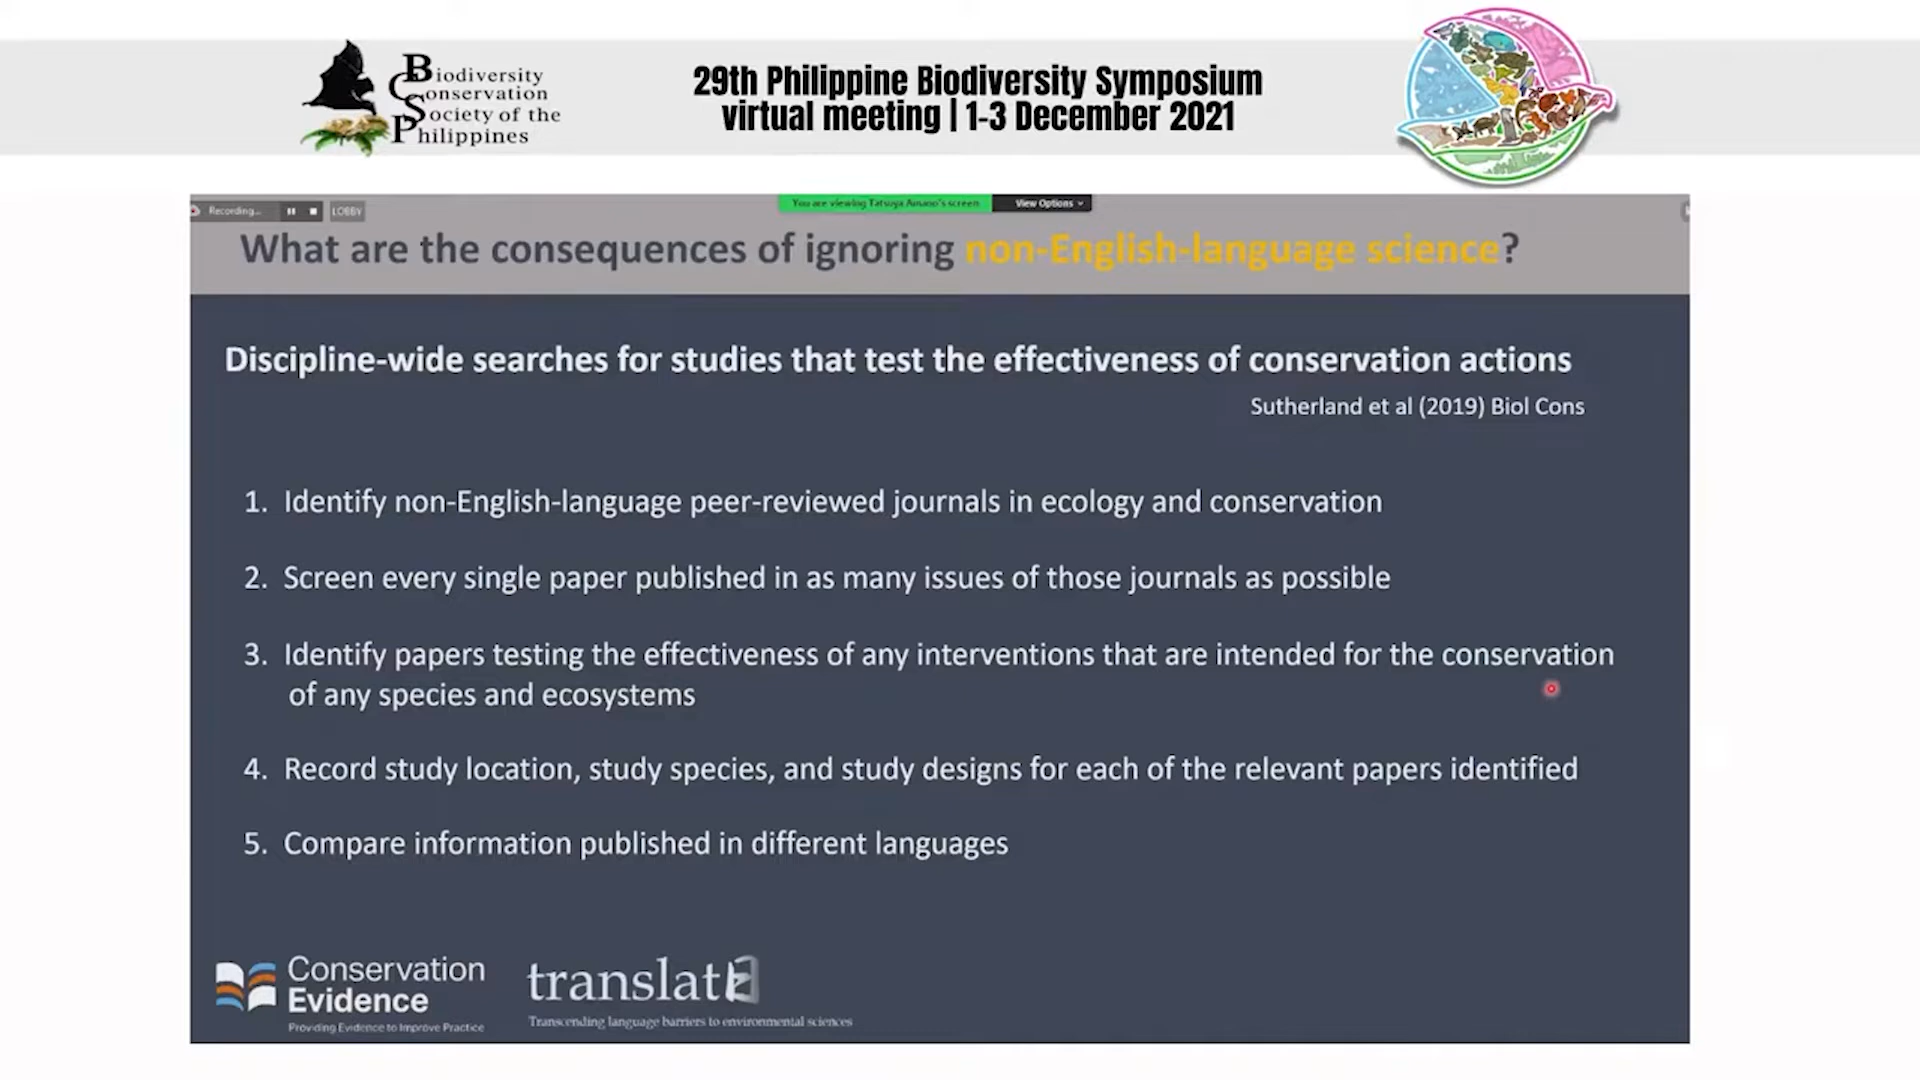 Biodiversity
Conservation
Society of the
Philippines
29th Philippine Biodiversity Symposium
virtual meeting | 1-3 December 2021
Recording...
LOBBY
You are viewing Tatsuya Amano's screen
View Options
What are the consequences of ignoring non-English-language science?
Discipline-wide searches for studies that test the effectiveness of conservation actions
Sutherland et al (2019) Biol Cons
1. Identify non-English-language peer-reviewed journals in ecology and conservation
2. Screen every single paper published in as many issues of those journals as possible
3. Identify papers testing the effectiveness of any interventions that are intended for the conservation
of any species and ecosystems
4. Record study location, study species, and study designs for each of the relevant papers identified
5. Compare information published in different languages
Conservation
Evidence
Providing Evidence to Improve Practice
translatE
Transcending language barriers to environmental sciences